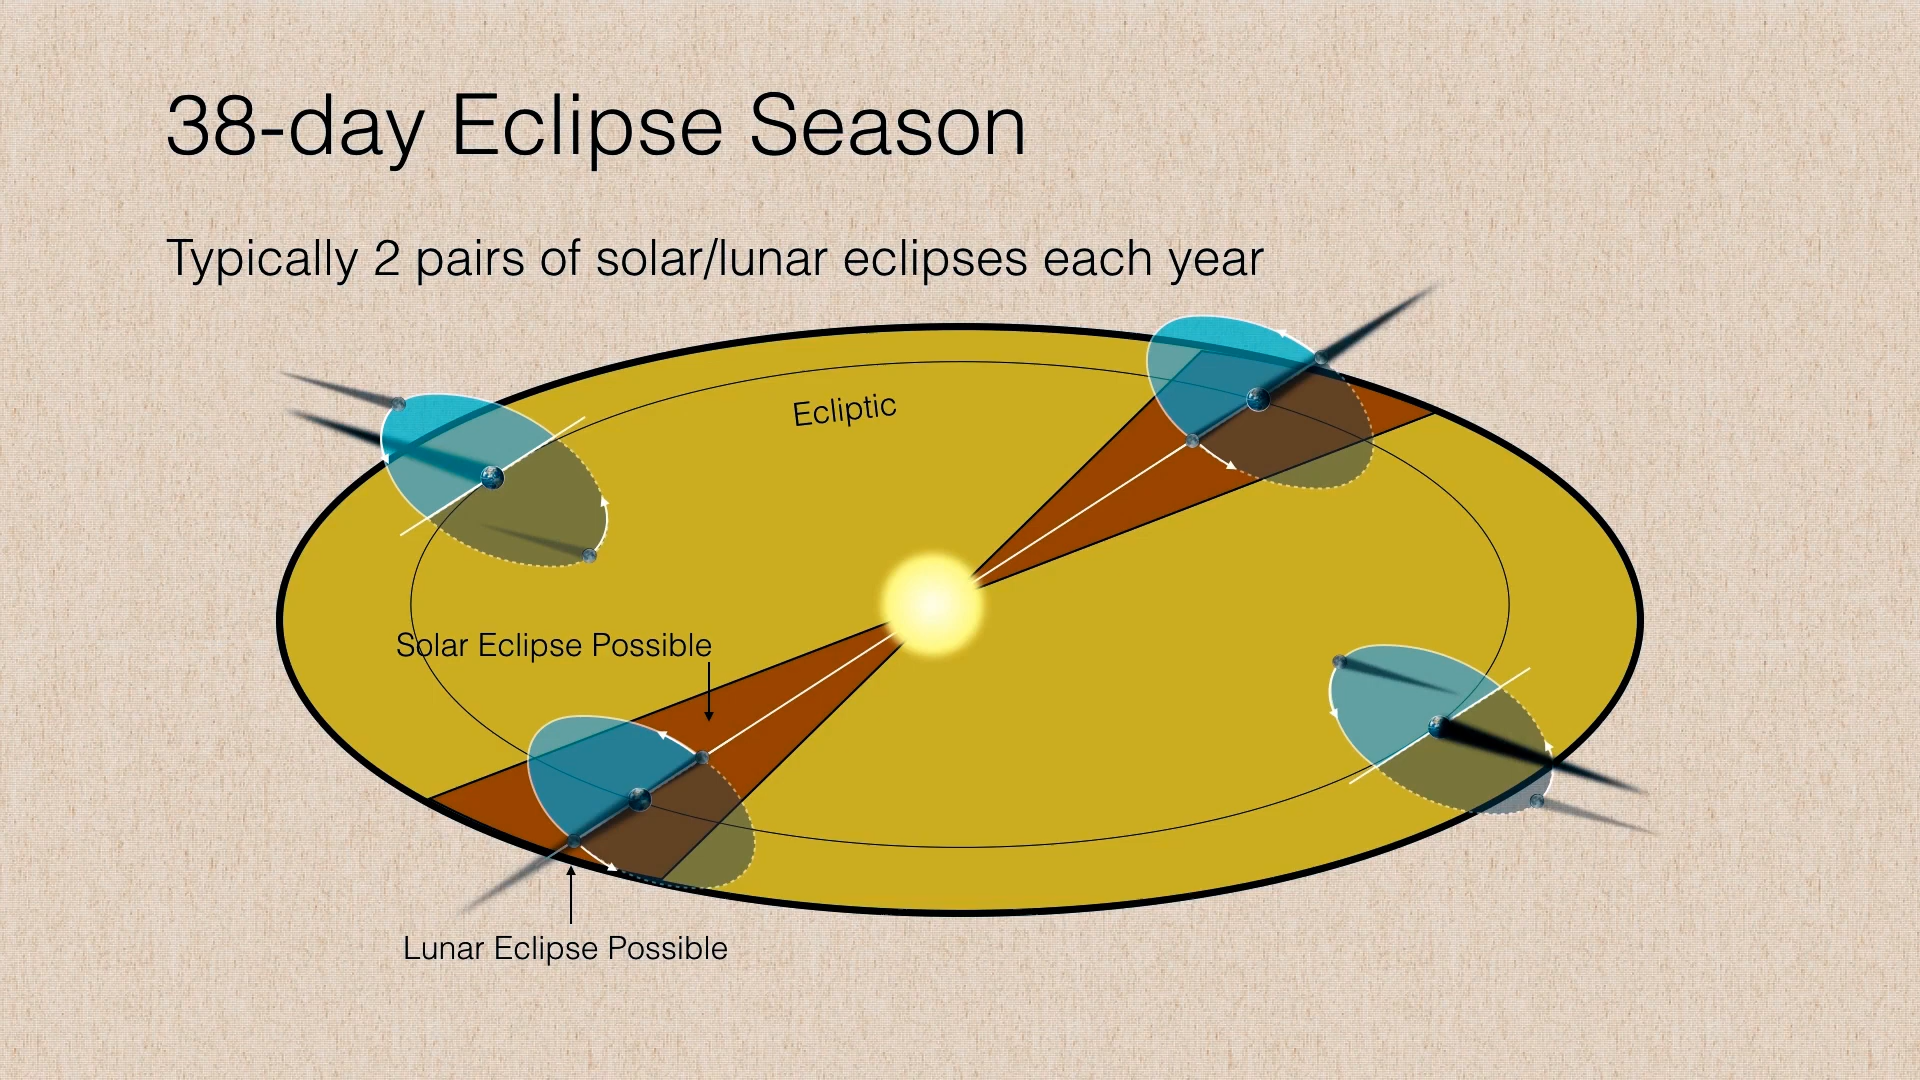 38-day Eclipse Season
Typically 2 pairs of solar/lunar eclipses each year
Ecliptic
Solar Eclipse Possible
Lunar Eclipse Possible